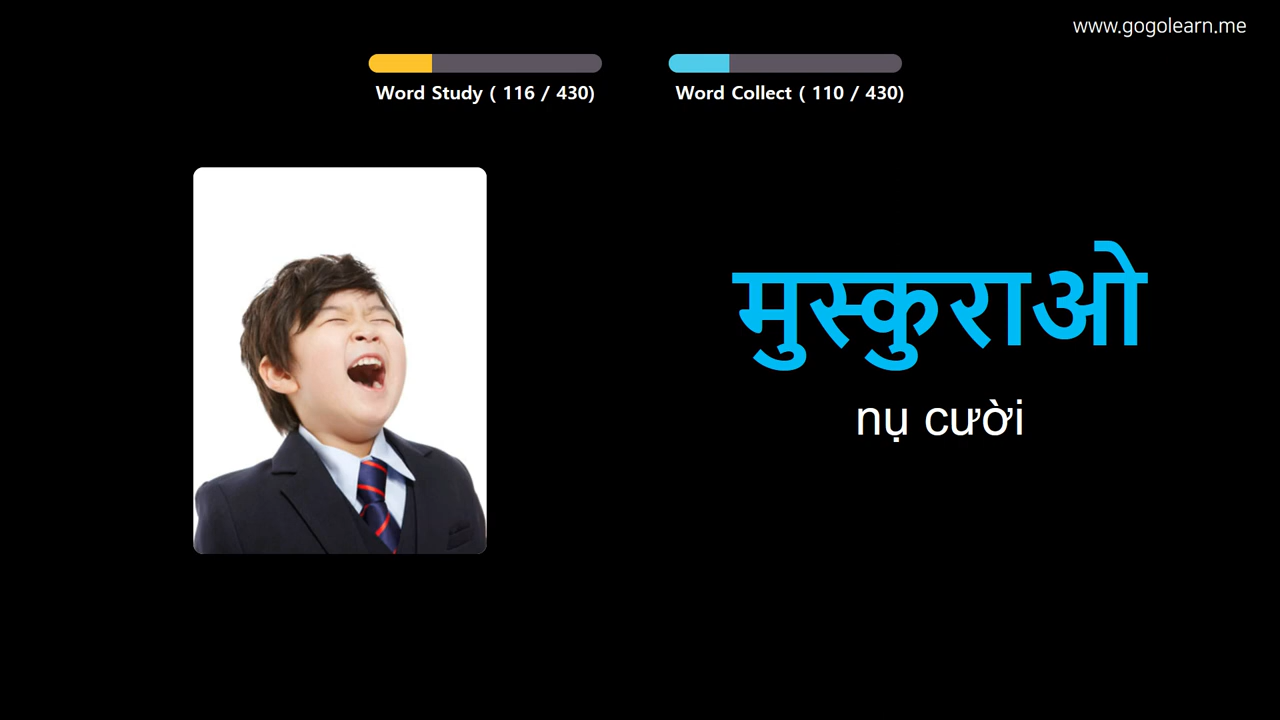 www.gogolearn.me
Word Study ( 116 / 430)
Word Collect ( 110 / 430)
मुस्कुराओ
nụ cười